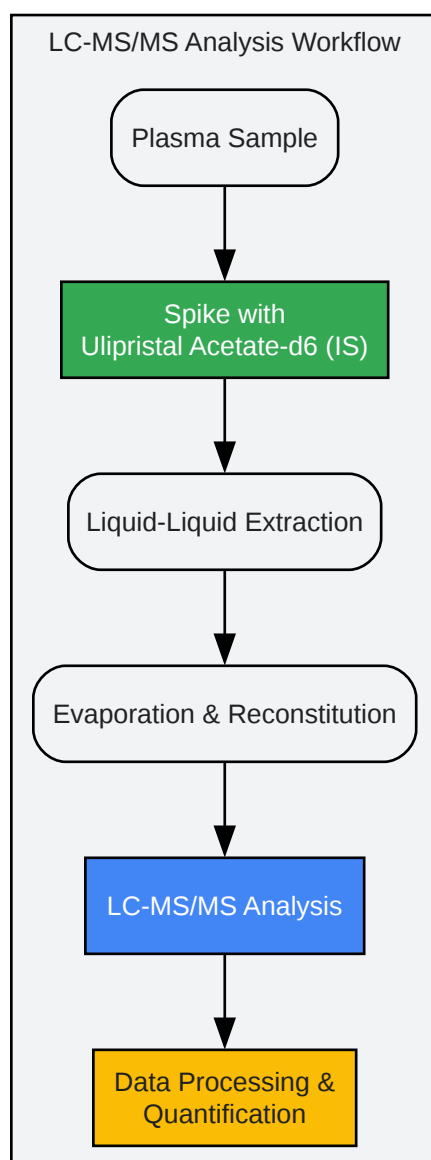 LC-MS/MS Analysis Workflow
Plasma Sample
Spike with
Ulipristal Acetate-d6 (IS)
Liquid-Liquid Extraction
Evaporation & Reconstitution
LC-MS/MS Analysis
Data Processing &
Quantification